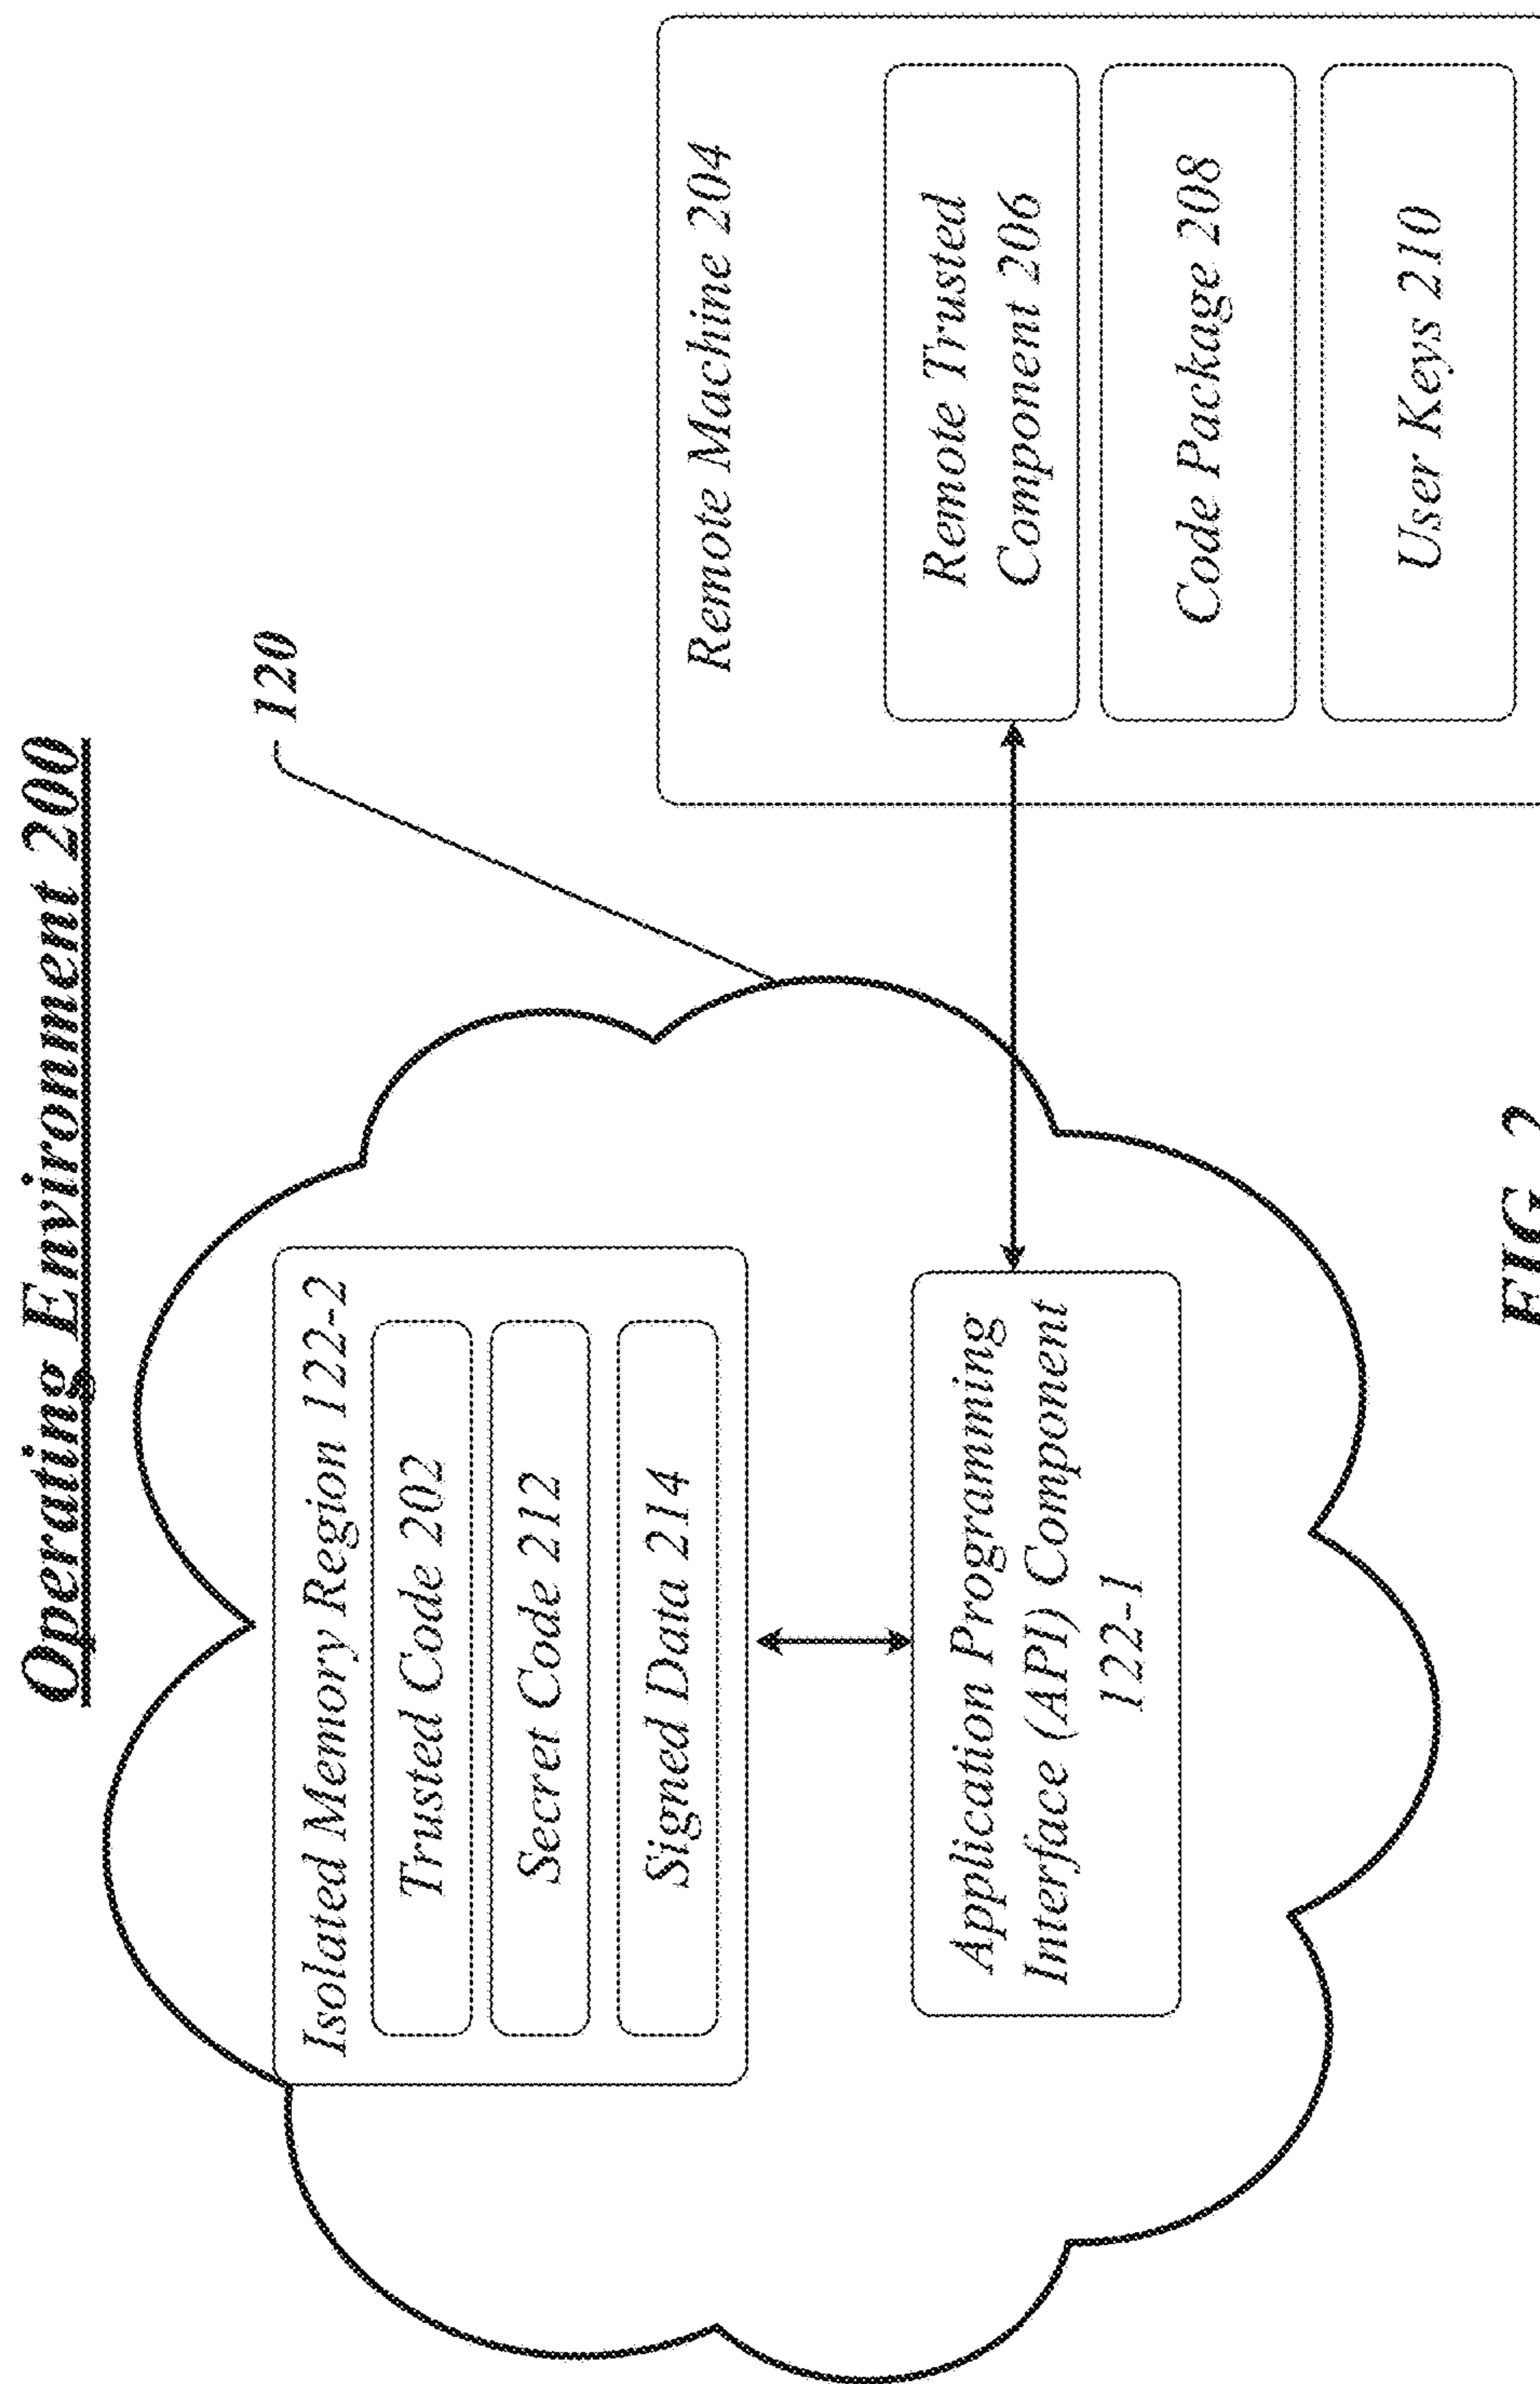 Operating Environment 200
120
Isolated Memory Region 122-2
Trusted Code 202
Secret Code 212
Signed Data 214
Application Programming
Interface (API) Component
122-1
Remote Machine 204
Remote Trusted
Component 206
Code Package 208
User Keys 210
FIG. 2